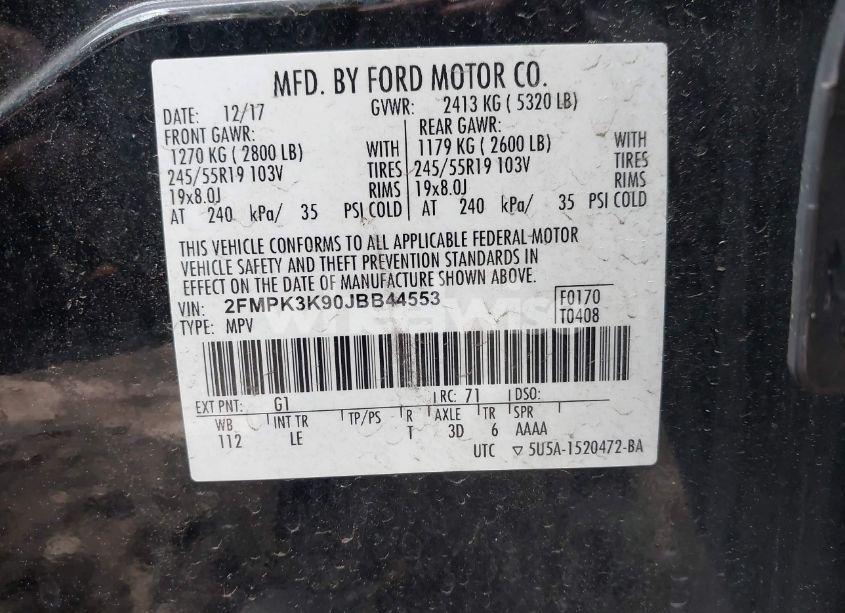 MFD. BY FORD MOTOR CO.
DATE: 12/17 GVWR: 2413 KG ( 5320 LB)
FRONT GAWR: REAR GAWR:
1270 KG ( 2800 LB) WITH 1179 KG ( 2600 LB) WITH
245/55R19 103V TIRES 245/55R19 103V TIRES
19x8.0J RIMS 19x8.0J RIMS
AT 240 kPa/ 35 PSI COLD AT 240 kPa/ 35 PSI COLD
THIS VEHICLE CONFORMS TO ALL APPLICABLE FEDERAL-MOTOR
VEHICLE SAFETY AND THEFT PREVENTION STANDARDS IN
EFFECT ON THE DATE OF MANUFACTURE SHOWN ABOVE.
VIN: 2FMPK3K90JBB44553 F0170
TYPE: MPV T0408
EXT PNT: G1 RC: 71 DSO:
WB INT TR TP/PS R AXLE TR SPR
112 LE T 3D 6 AAAA
UTC ▽ 5U5A-1520472-BA